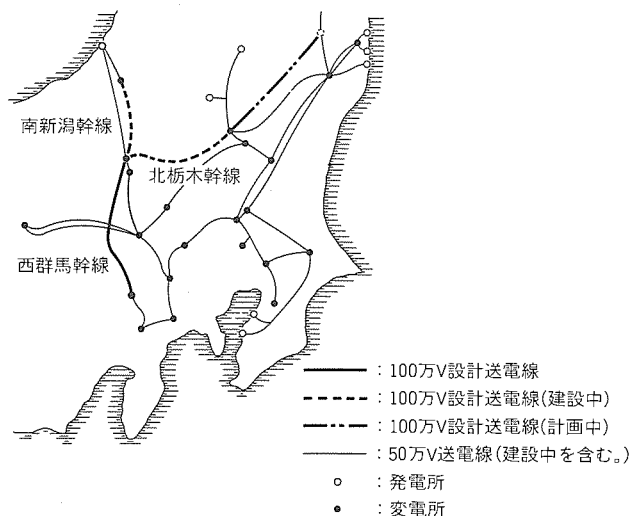 南新潟幹線
北栃木幹線
西群馬幹線
:100万V設計送電線
:100万V設計送電線(建設中)
:100万V設計送電線(計画中)
:50万V送電線(建設中を含む。)
:発電所
:変電所